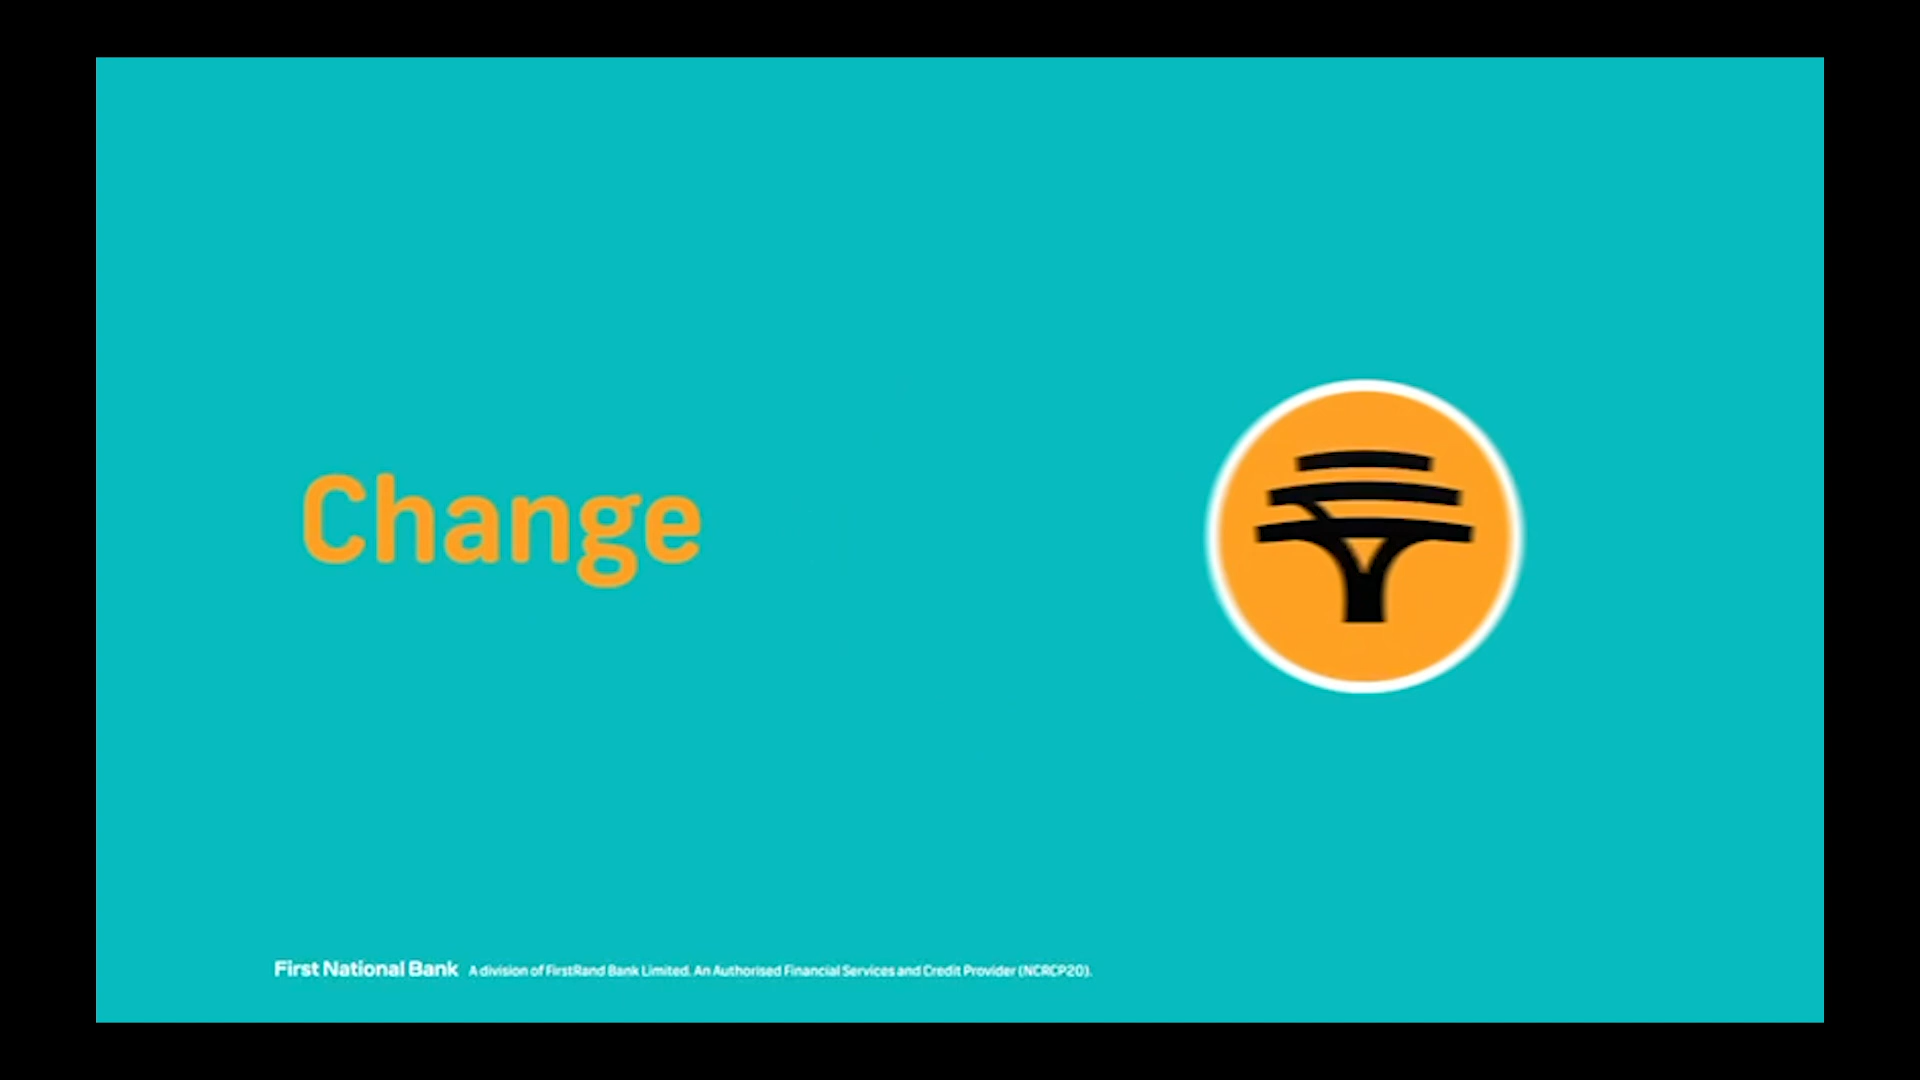 Change
First National Bank A division of FirstRand Bank Limited. An Authorised Financial Services and Credit Provider (NCRCP20).